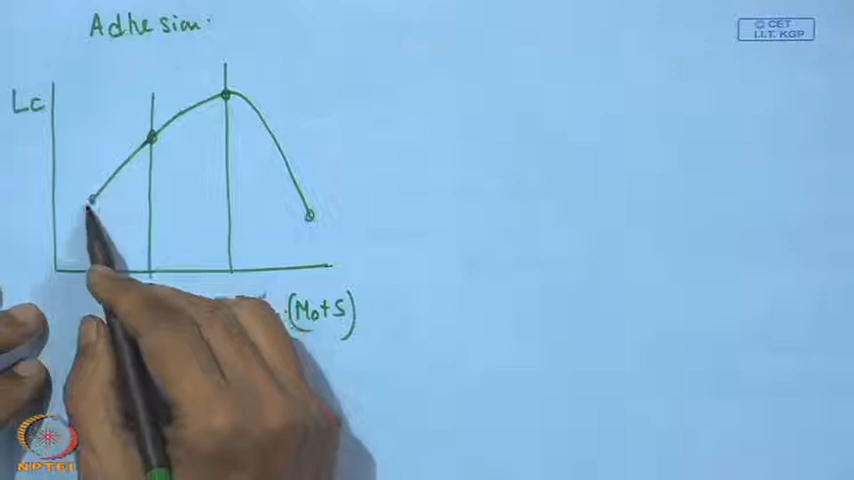 Adhesion:
© CET
I.I.T. KGP
Lc
(Mo+S)
NPTEL